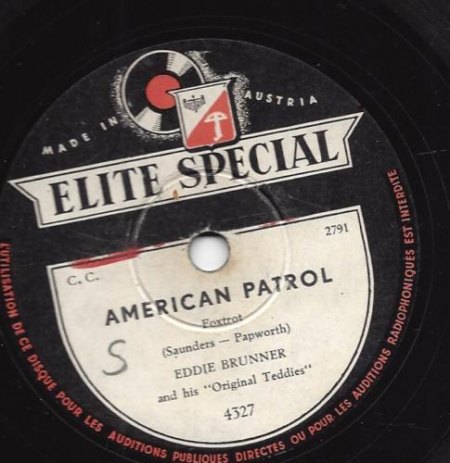 MADE IN AUSTRIA
ELITE SPECIAL
2791
C. C.
AMERICAN PATROL
Foxtrot
(Saunders — Papworth)
S
EDDIE BRUNNER
and his "Original Teddies"
4327
L'UTILISATION DE CE DISQUE POUR LES AUDITIONS PUBLIQUES DIRECTES OU POUR LES AUDITIONS RADIOPHONIQUES EST INTERDITE